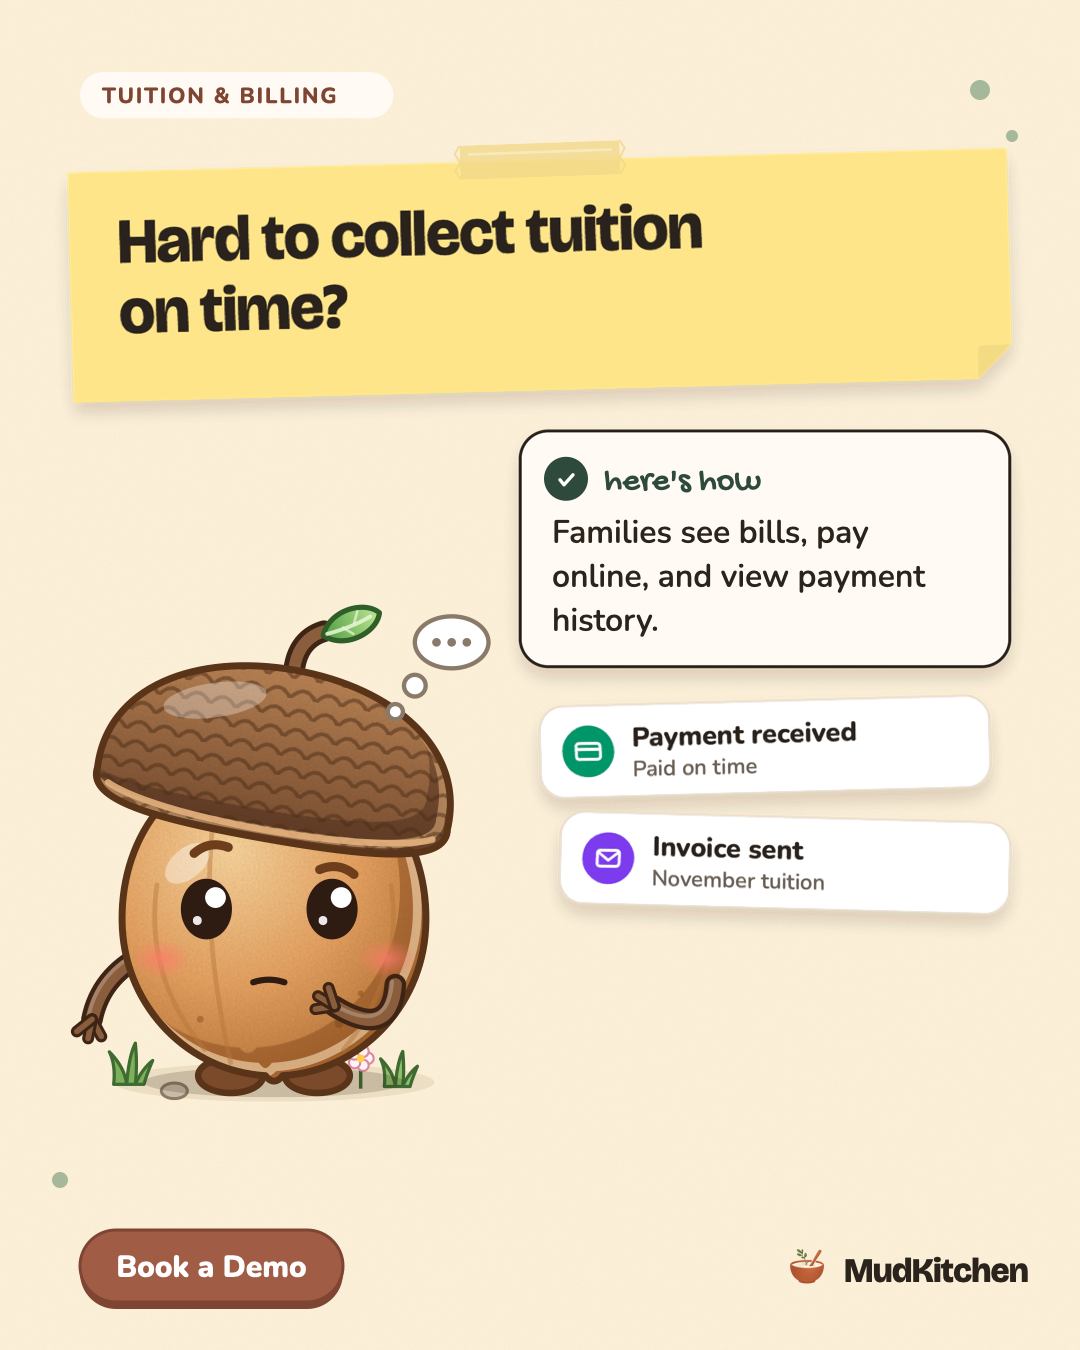 TUITION & BILLING
Hard to collect tuition
on time?
here's how
Families see bills, pay
online, and view payment
history.
Payment received
Paid on time
Invoice sent
November tuition
Book a Demo
MudKitchen